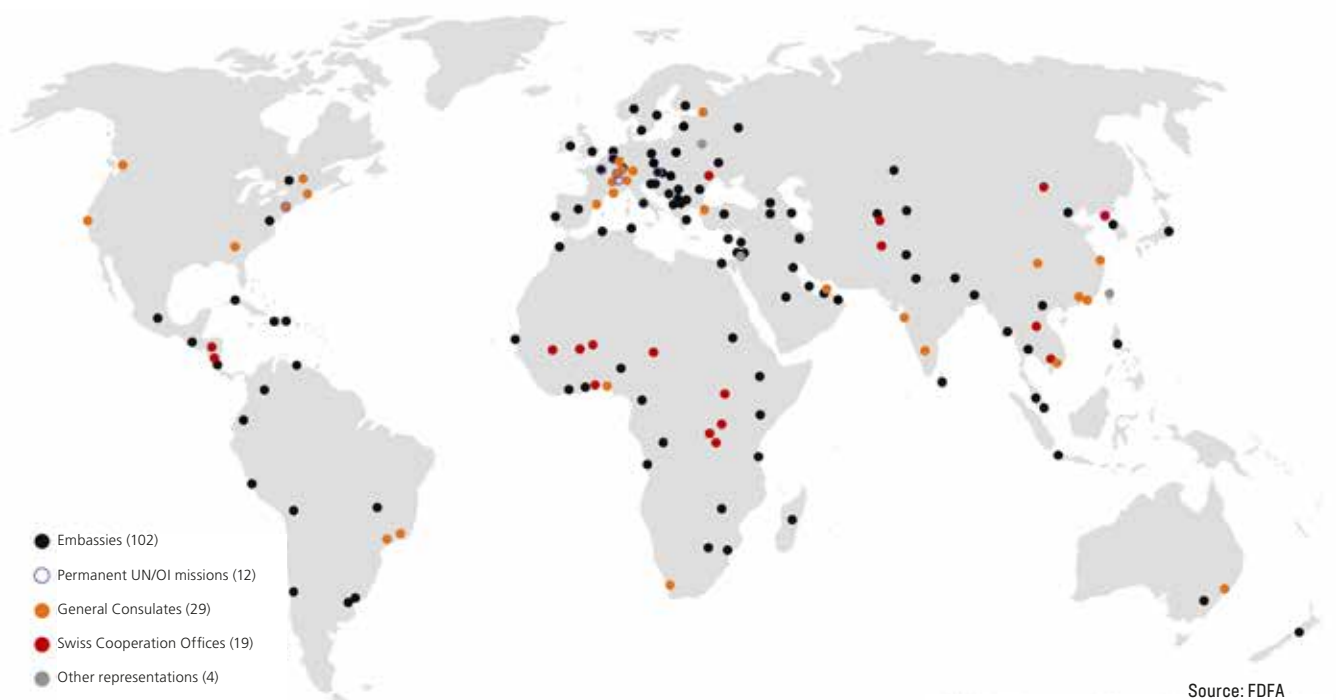 Embassies (102)
Permanent UN/OI missions (12)
General Consulates (29)
Swiss Cooperation Offices (19)
Other representations (4)
Source: FDFA